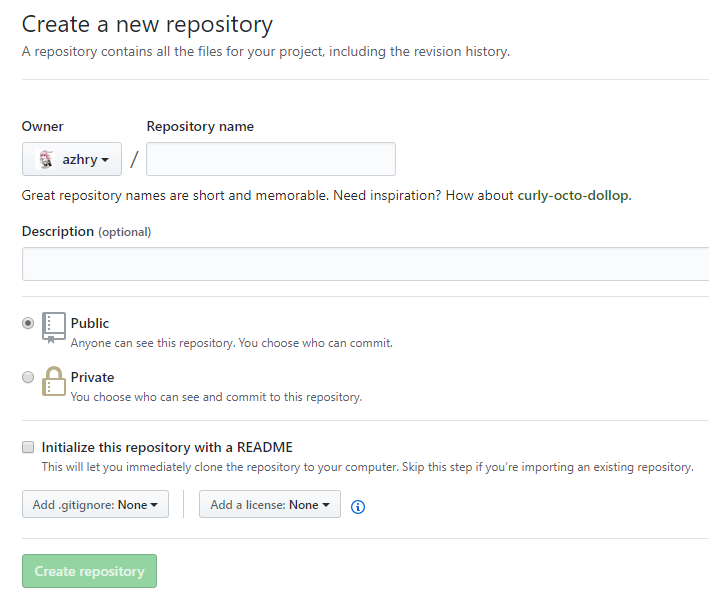 Create a new repository
A repository contains all the files for your project, including the revision history.
Owner Repository name
azhry /
Great repository names are short and memorable. Need inspiration? How about curly-octo-dollop.
Description (optional)
Public
Anyone can see this repository. You choose who can commit.
Private
You choose who can see and commit to this repository.
Initialize this repository with a README
This will let you immediately clone the repository to your computer. Skip this step if you’re importing an existing repository.
Add .gitignore: None Add a license: None
Create repository